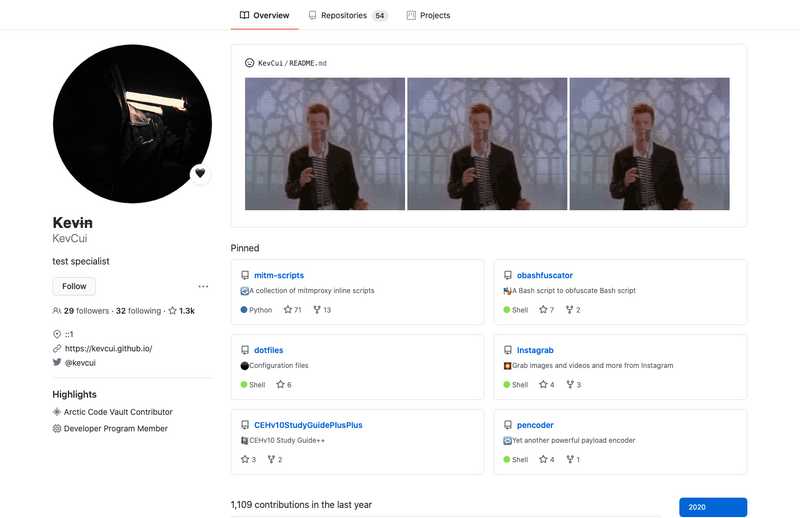 Overview
Repositories 54
Projects
KevCui/README.md
Kevin
KevCui
test specialist
Follow
29 followers · 32 following · 1.3k
::1
https://kevcui.github.io/
@kevcui
Highlights
Arctic Code Vault Contributor
Developer Program Member
Pinned
mitm-scripts
A collection of mitmproxy inline scripts
Python 71 13
obashfuscator
A Bash script to obfuscate Bash script
Shell 7 2
dotfiles
Configuration files
Shell 6
Instagrab
Grab images and videos and more from Instagram
Shell 4 3
CEHv10StudyGuidePlusPlus
CEHv10 Study Guide++
3 2
pencoder
Yet another powerful payload encoder
Shell 4 1
1,109 contributions in the last year
2020